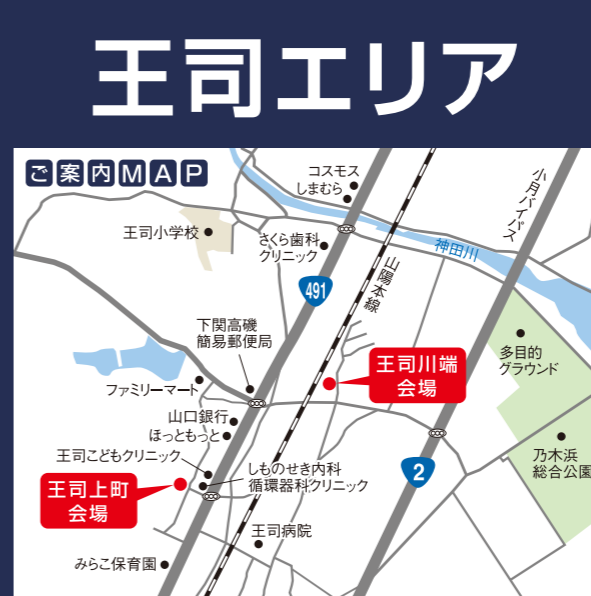 王司エリア
ご案内MAP
コスモス
しまむら
小月バイパス
王司小学校
さくら歯科
クリニック
神田川
山陽本線
491
下関高磯
簡易郵便局
多目的
グラウンド
王司川端
会場
ファミリーマート
山口銀行
ほっともっと
王司こどもクリニック
しものせき内科
循環器科クリニック
乃木浜
総合公園
2
王司上町
会場
王司病院
みらこ保育園